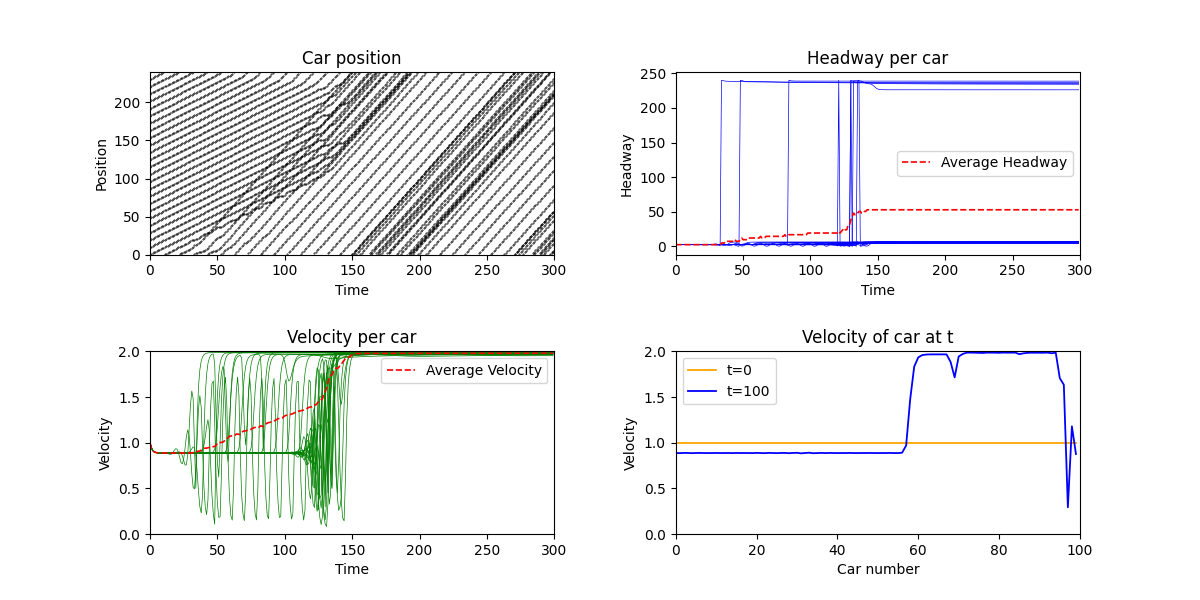 Car position
Position
200
150
100
50
0
0 50 100 150 200 250 300
Time
Headway per car
Headway
250
200
150
100
50
0
Average Headway
0 50 100 150 200 250 300
Time
Velocity per car
Velocity
2.0
1.5
1.0
0.5
0.0
Average Velocity
0 50 100 150 200 250 300
Time
Velocity of car at t
Velocity
2.0
1.5
1.0
0.5
0.0
t=0
t=100
0 20 40 60 80 100
Car number